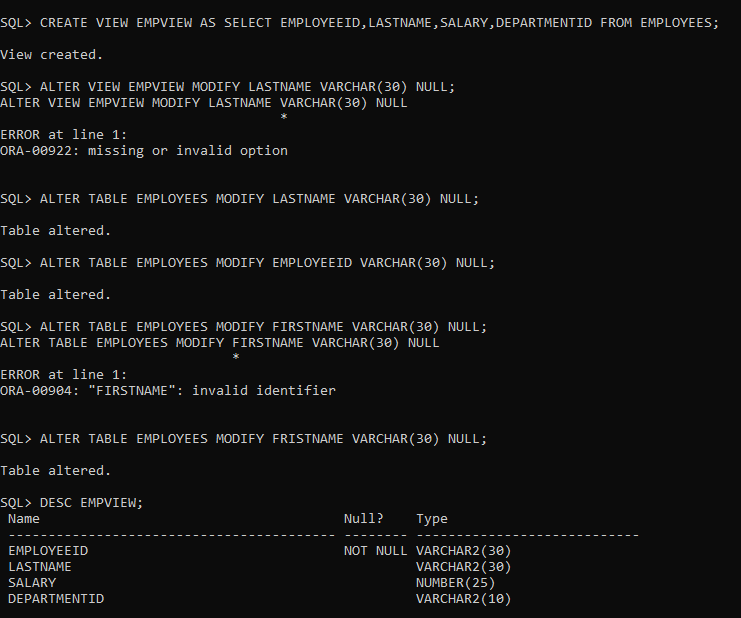 SQL> CREATE VIEW EMPVIEW AS SELECT EMPLOYEEID,LASTNAME,SALARY,DEPARTMENTID FROM EMPLOYEES;
View created.
SQL> ALTER VIEW EMPVIEW MODIFY LASTNAME VARCHAR(30) NULL;
ALTER VIEW EMPVIEW MODIFY LASTNAME VARCHAR(30) NULL
*
ERROR at line 1:
ORA-00922: missing or invalid option
SQL> ALTER TABLE EMPLOYEES MODIFY LASTNAME VARCHAR(30) NULL;
Table altered.
SQL> ALTER TABLE EMPLOYEES MODIFY EMPLOYEEID VARCHAR(30) NULL;
Table altered.
SQL> ALTER TABLE EMPLOYEES MODIFY FIRSTNAME VARCHAR(30) NULL;
ALTER TABLE EMPLOYEES MODIFY FIRSTNAME VARCHAR(30) NULL
*
ERROR at line 1:
ORA-00904: "FIRSTNAME": invalid identifier
SQL> ALTER TABLE EMPLOYEES MODIFY FRISTNAME VARCHAR(30) NULL;
Table altered.
SQL> DESC EMPVIEW;
Name Null? Type
----------------------------------------- -------- ----------------------------
EMPLOYEEID NOT NULL VARCHAR2(30)
LASTNAME VARCHAR2(30)
SALARY NUMBER(25)
DEPARTMENTID VARCHAR2(10)